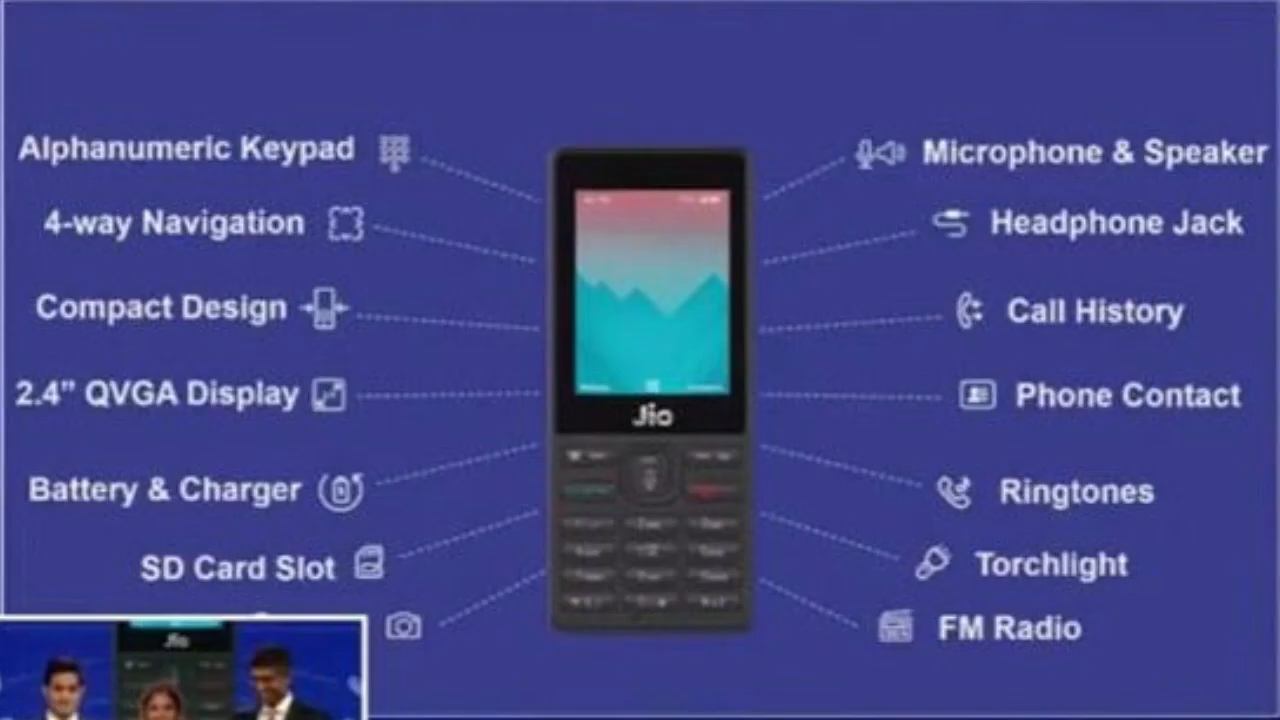 Alphanumeric Keypad
Microphone & Speaker
4-way Navigation
Headphone Jack
Compact Design
Call History
2.4” QVGA Display
Phone Contact
Jio
Battery & Charger
Ringtones
SD Card Slot
Torchlight
FM Radio
Jio